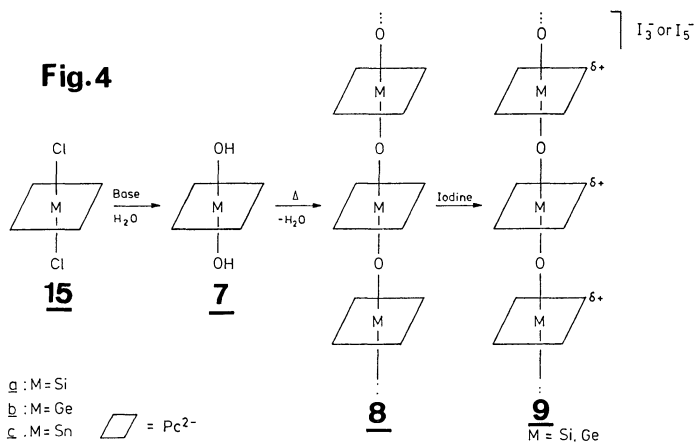 Fig.4
⋮
O
M
O
M
O
M
⋮
⋮
O
M
δ+
O
M
δ+
O
M
δ+
⋮
] I₃⁻ or I₅⁻
Cl
M
Cl
15
Base
H₂O
OH
M
OH
7
Δ
-H₂O
8
Iodine
9
M = Si, Ge
a : M = Si
b : M = Ge
c . M = Sn
= Pc²⁻